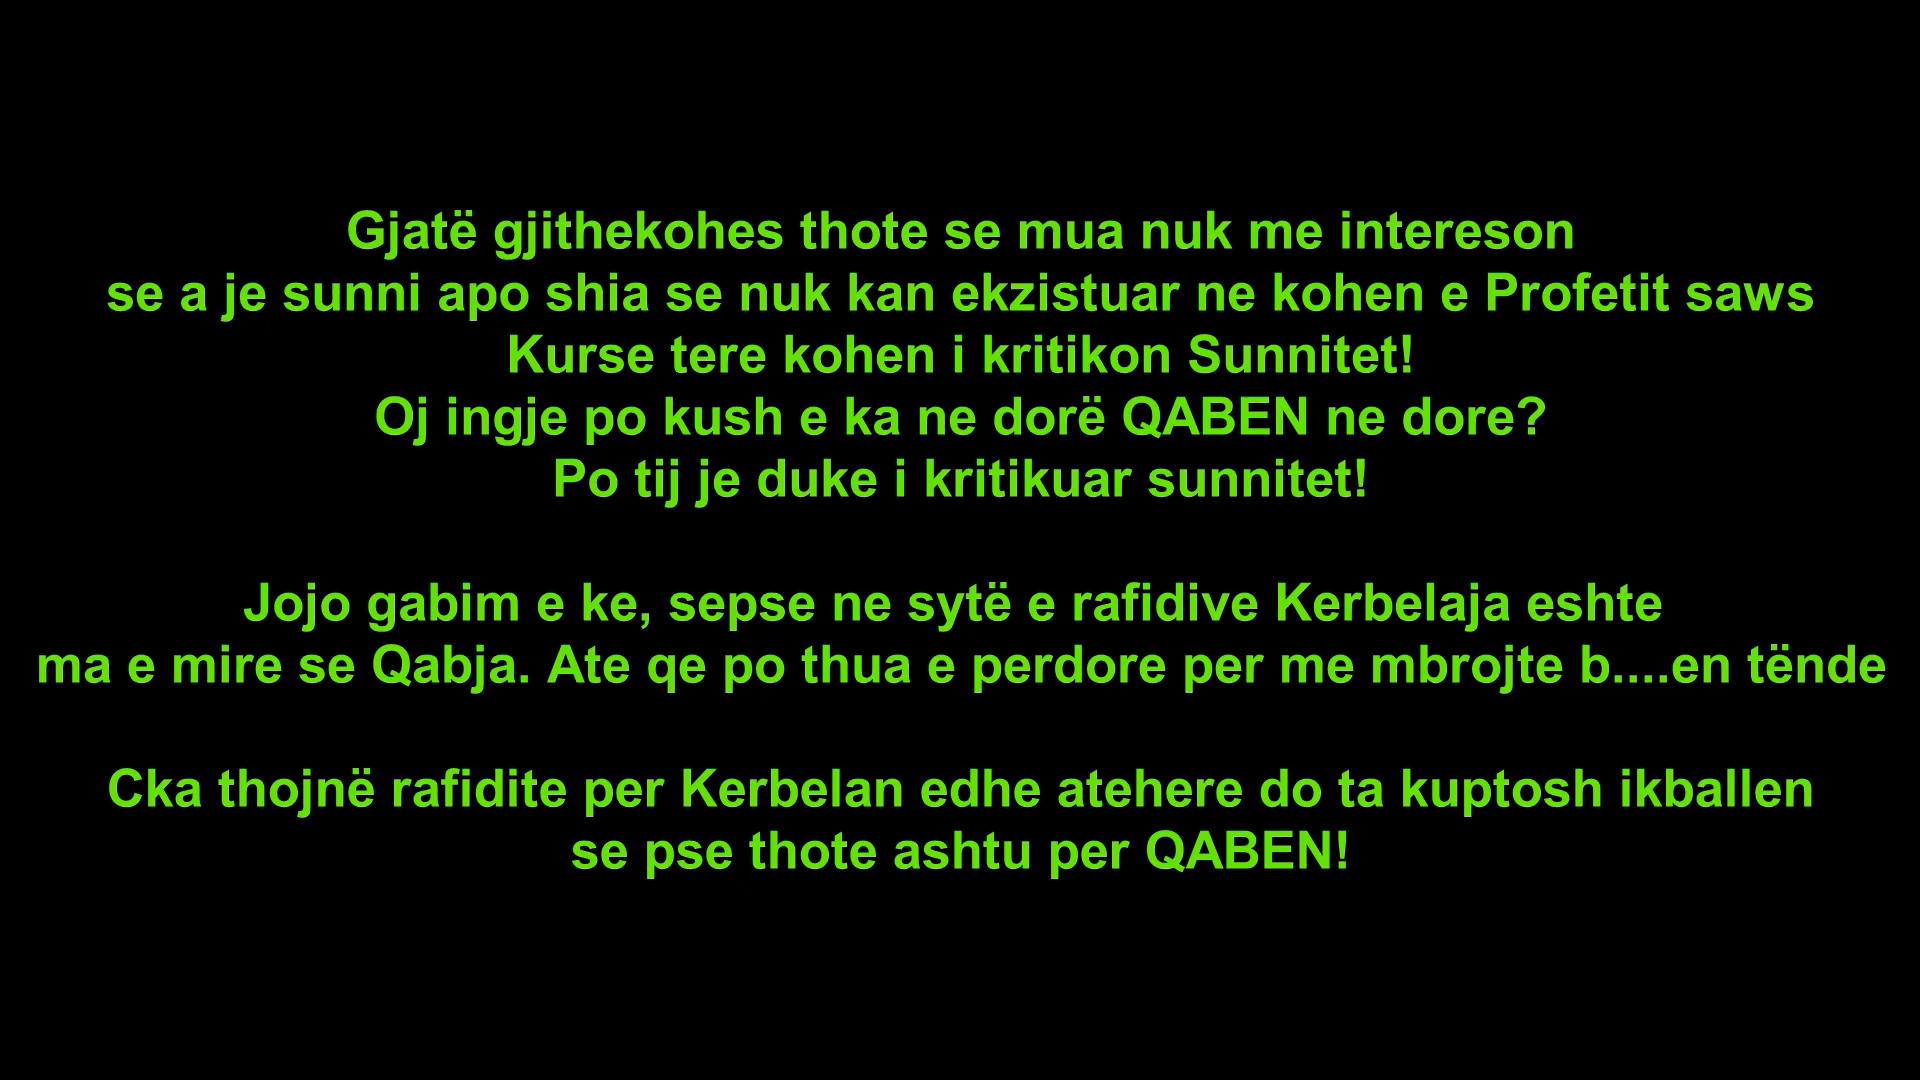 Gjatë gjithekohes thote se mua nuk me intereson
se a je sunni apo shia se nuk kan ekzistuar ne kohen e Profetit saws
Kurse tere kohen i kritikon Sunnitet!
Oj ingje po kush e ka ne dorë QABEN ne dore?
Po tij je duke i kritikuar sunnitet!
Jojo gabim e ke, sepse ne sytë e rafidive Kerbelaja eshte
ma e mire se Qabja. Ate qe po thua e perdore per me mbrojte b....en tënde
Cka thojnë rafidite per Kerbelan edhe atehere do ta kuptosh ikballen
se pse thote ashtu per QABEN!